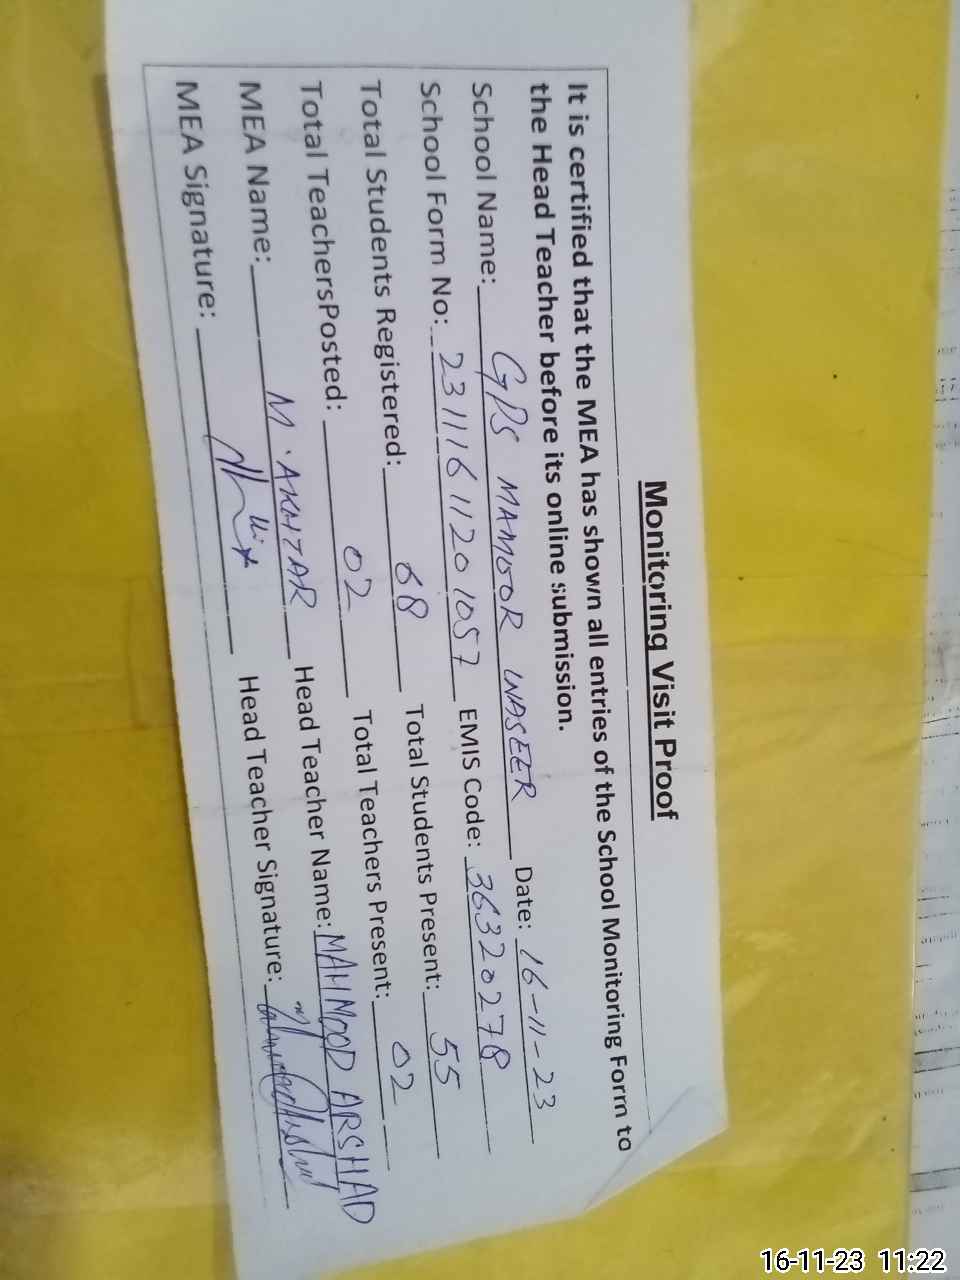 Monitoring Visit Proof
It is certified that the MEA has shown all entries of the School Monitoring Form to
the Head Teacher before its online submission.
School Name: GPS MAMOOR WASEER Date: 16-11-23
School Form No: 23111611201057 EMIS Code: 36320278
Total Students Registered: 68 Total Students Present: 55
Total TeachersPosted: 02 Total Teachers Present: 02
MEA Name: M. AKHTAR Head Teacher Name: MAHMOOD ARSHAD
MEA Signature: Head Teacher Signature:
16-11-23 11:22